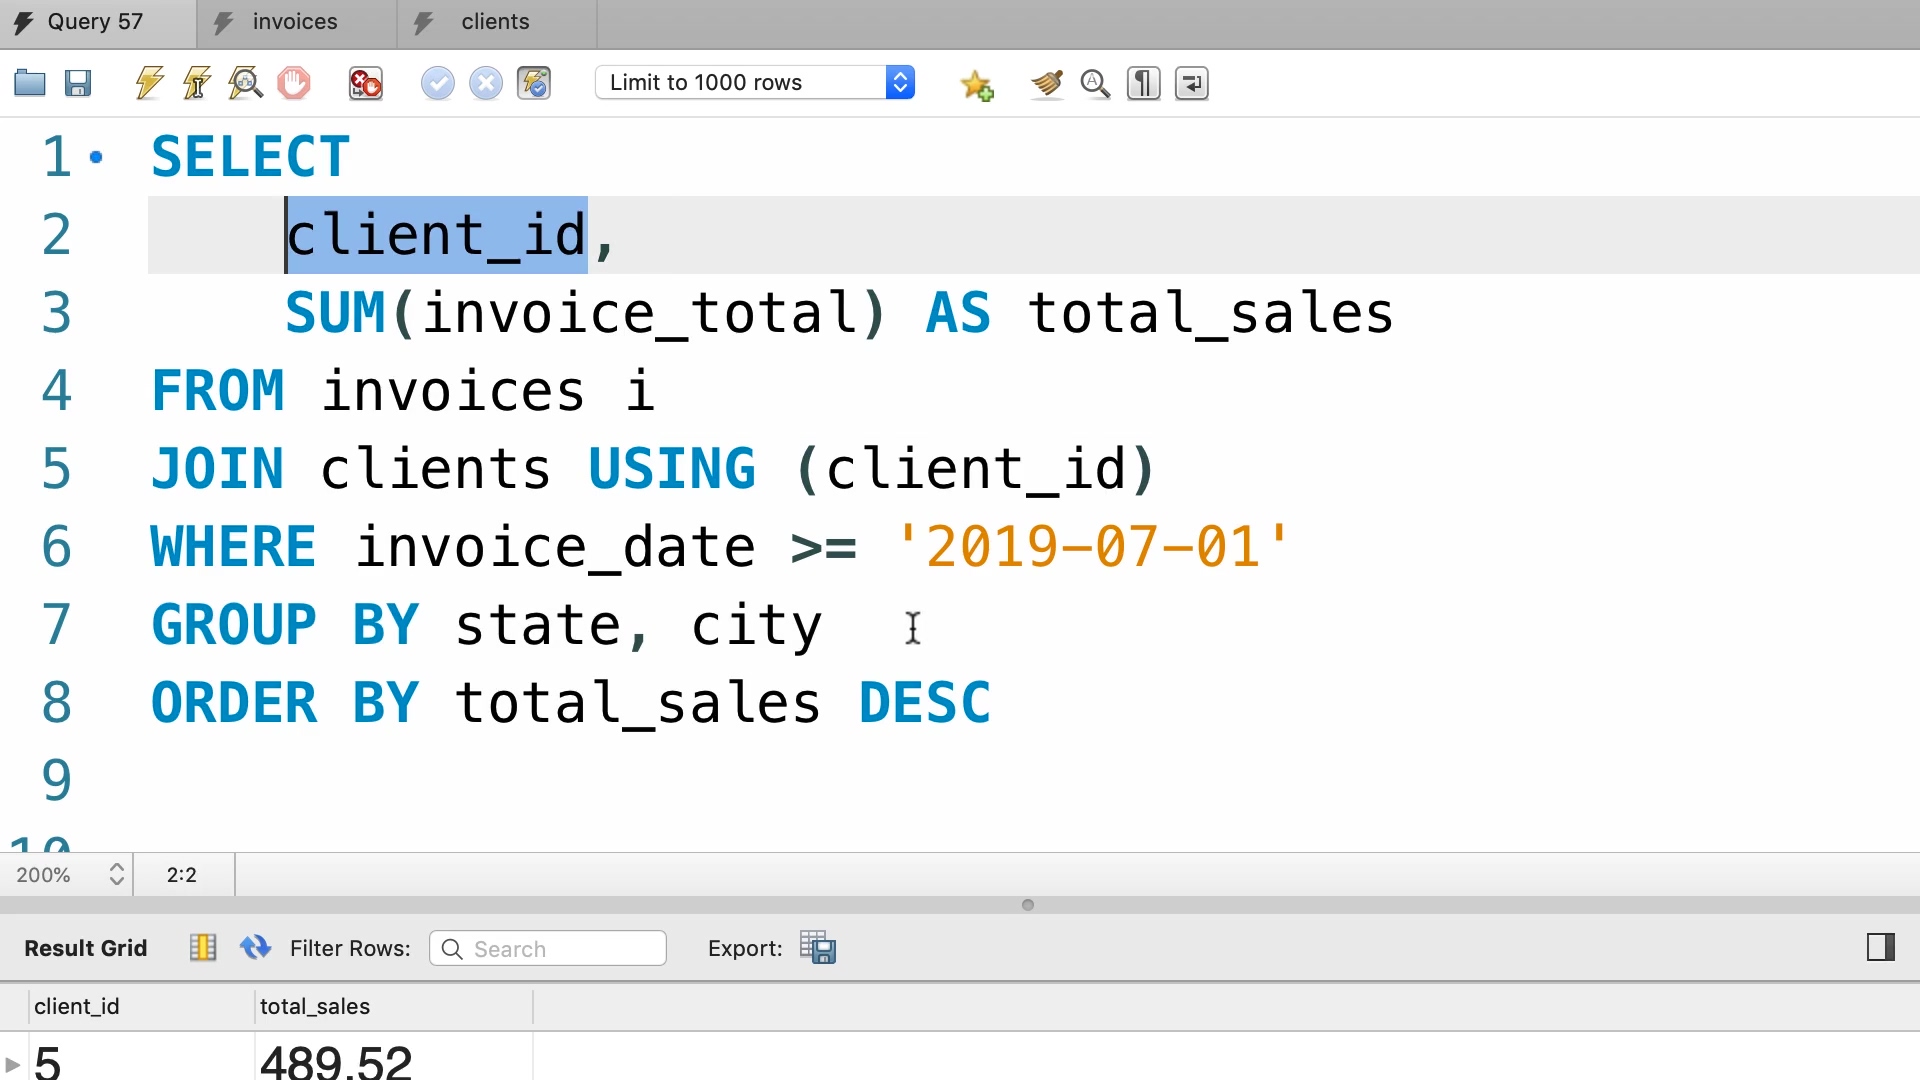 Query 57 invoices clients
Limit to 1000 rows
1 SELECT
2 client_id,
3 SUM(invoice_total) AS total_sales
4 FROM invoices i
5 JOIN clients USING (client_id)
6 WHERE invoice_date >= '2019-07-01'
7 GROUP BY state, city
8 ORDER BY total_sales DESC
9
10
200% 2:2
Result Grid Filter Rows: Search Export:
client_id total_sales
5 489.52